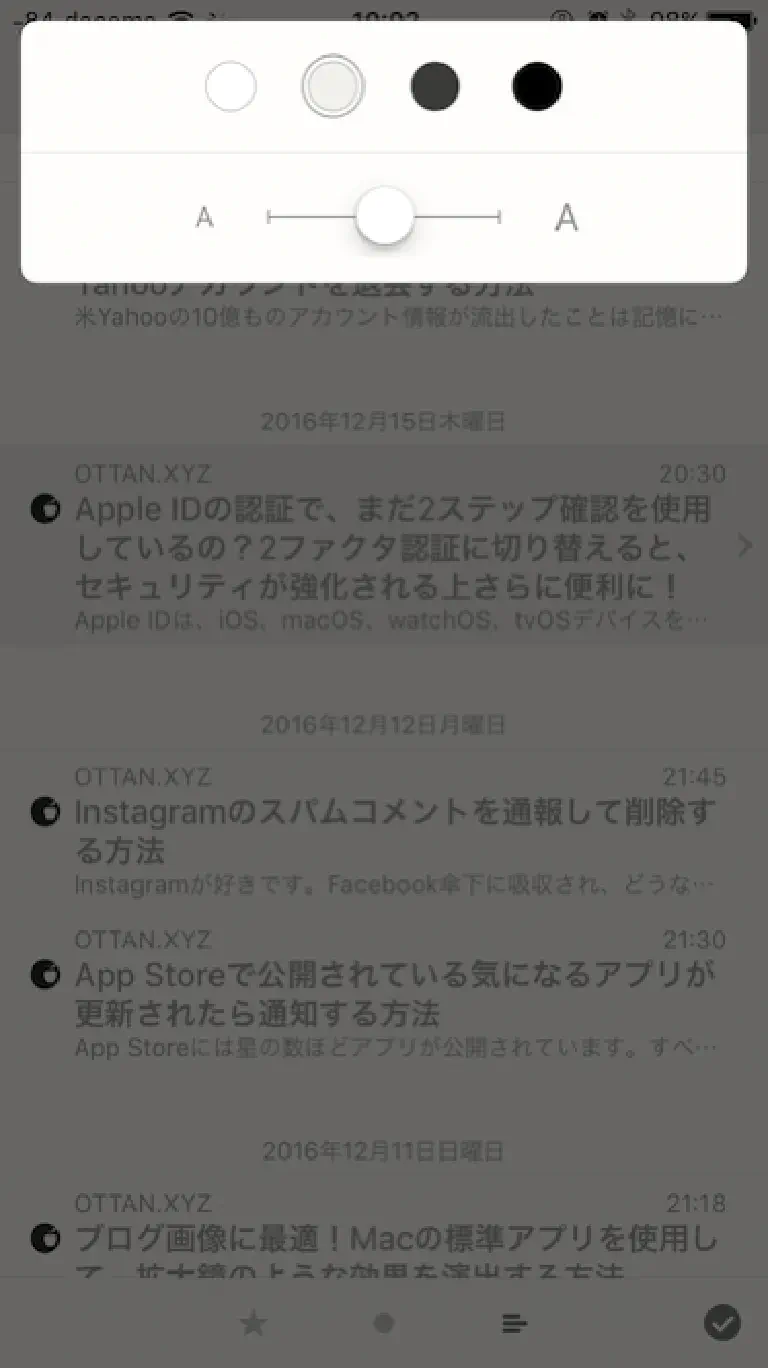 -84 docomo 19:02 98%
A A
Yahooアカウントを退会する方法
米Yahooの10億ものアカウント情報が流出したことは記憶に…
2016年12月15日木曜日
OTTAN.XYZ 20:30
Apple IDの認証で、まだ2ステップ確認を使用
しているの？2ファクタ認証に切り替えると、
セキュリティが強化される上さらに便利に！
Apple IDは、iOS、macOS、watchOS、tvOSデバイスを…
2016年12月12日月曜日
OTTAN.XYZ 21:45
Instagramのスパムコメントを通報して削除す
る方法
Instagramが好きです。Facebook傘下に吸収され、どうな…
OTTAN.XYZ 21:30
App Storeで公開されている気になるアプリが
更新されたら通知する方法
App Storeには星の数ほどアプリが公開されています。すべ…
2016年12月11日日曜日
OTTAN.XYZ 21:18
ブログ画像に最適！Macの標準アプリを使用し
て、拡大鏡のような効果を演出する方法